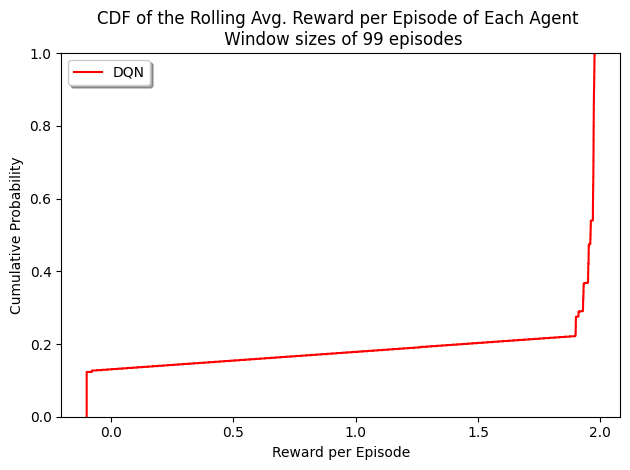 CDF of the Rolling Avg. Reward per Episode of Each Agent
Window sizes of 99 episodes
DQN
Cumulative Probability
1.0
0.8
0.6
0.4
0.2
0.0
0.0 0.5 1.0 1.5 2.0
Reward per Episode